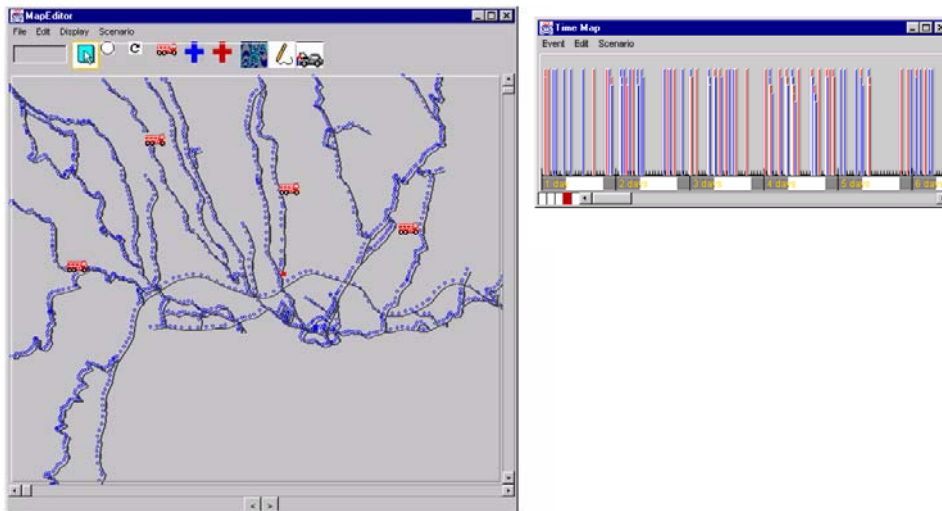 MapEditor
File Edit Display Scenario
< >
Time Map
Event Edit Scenario
1 day 2 days 3 days 4 days 5 days 6 days